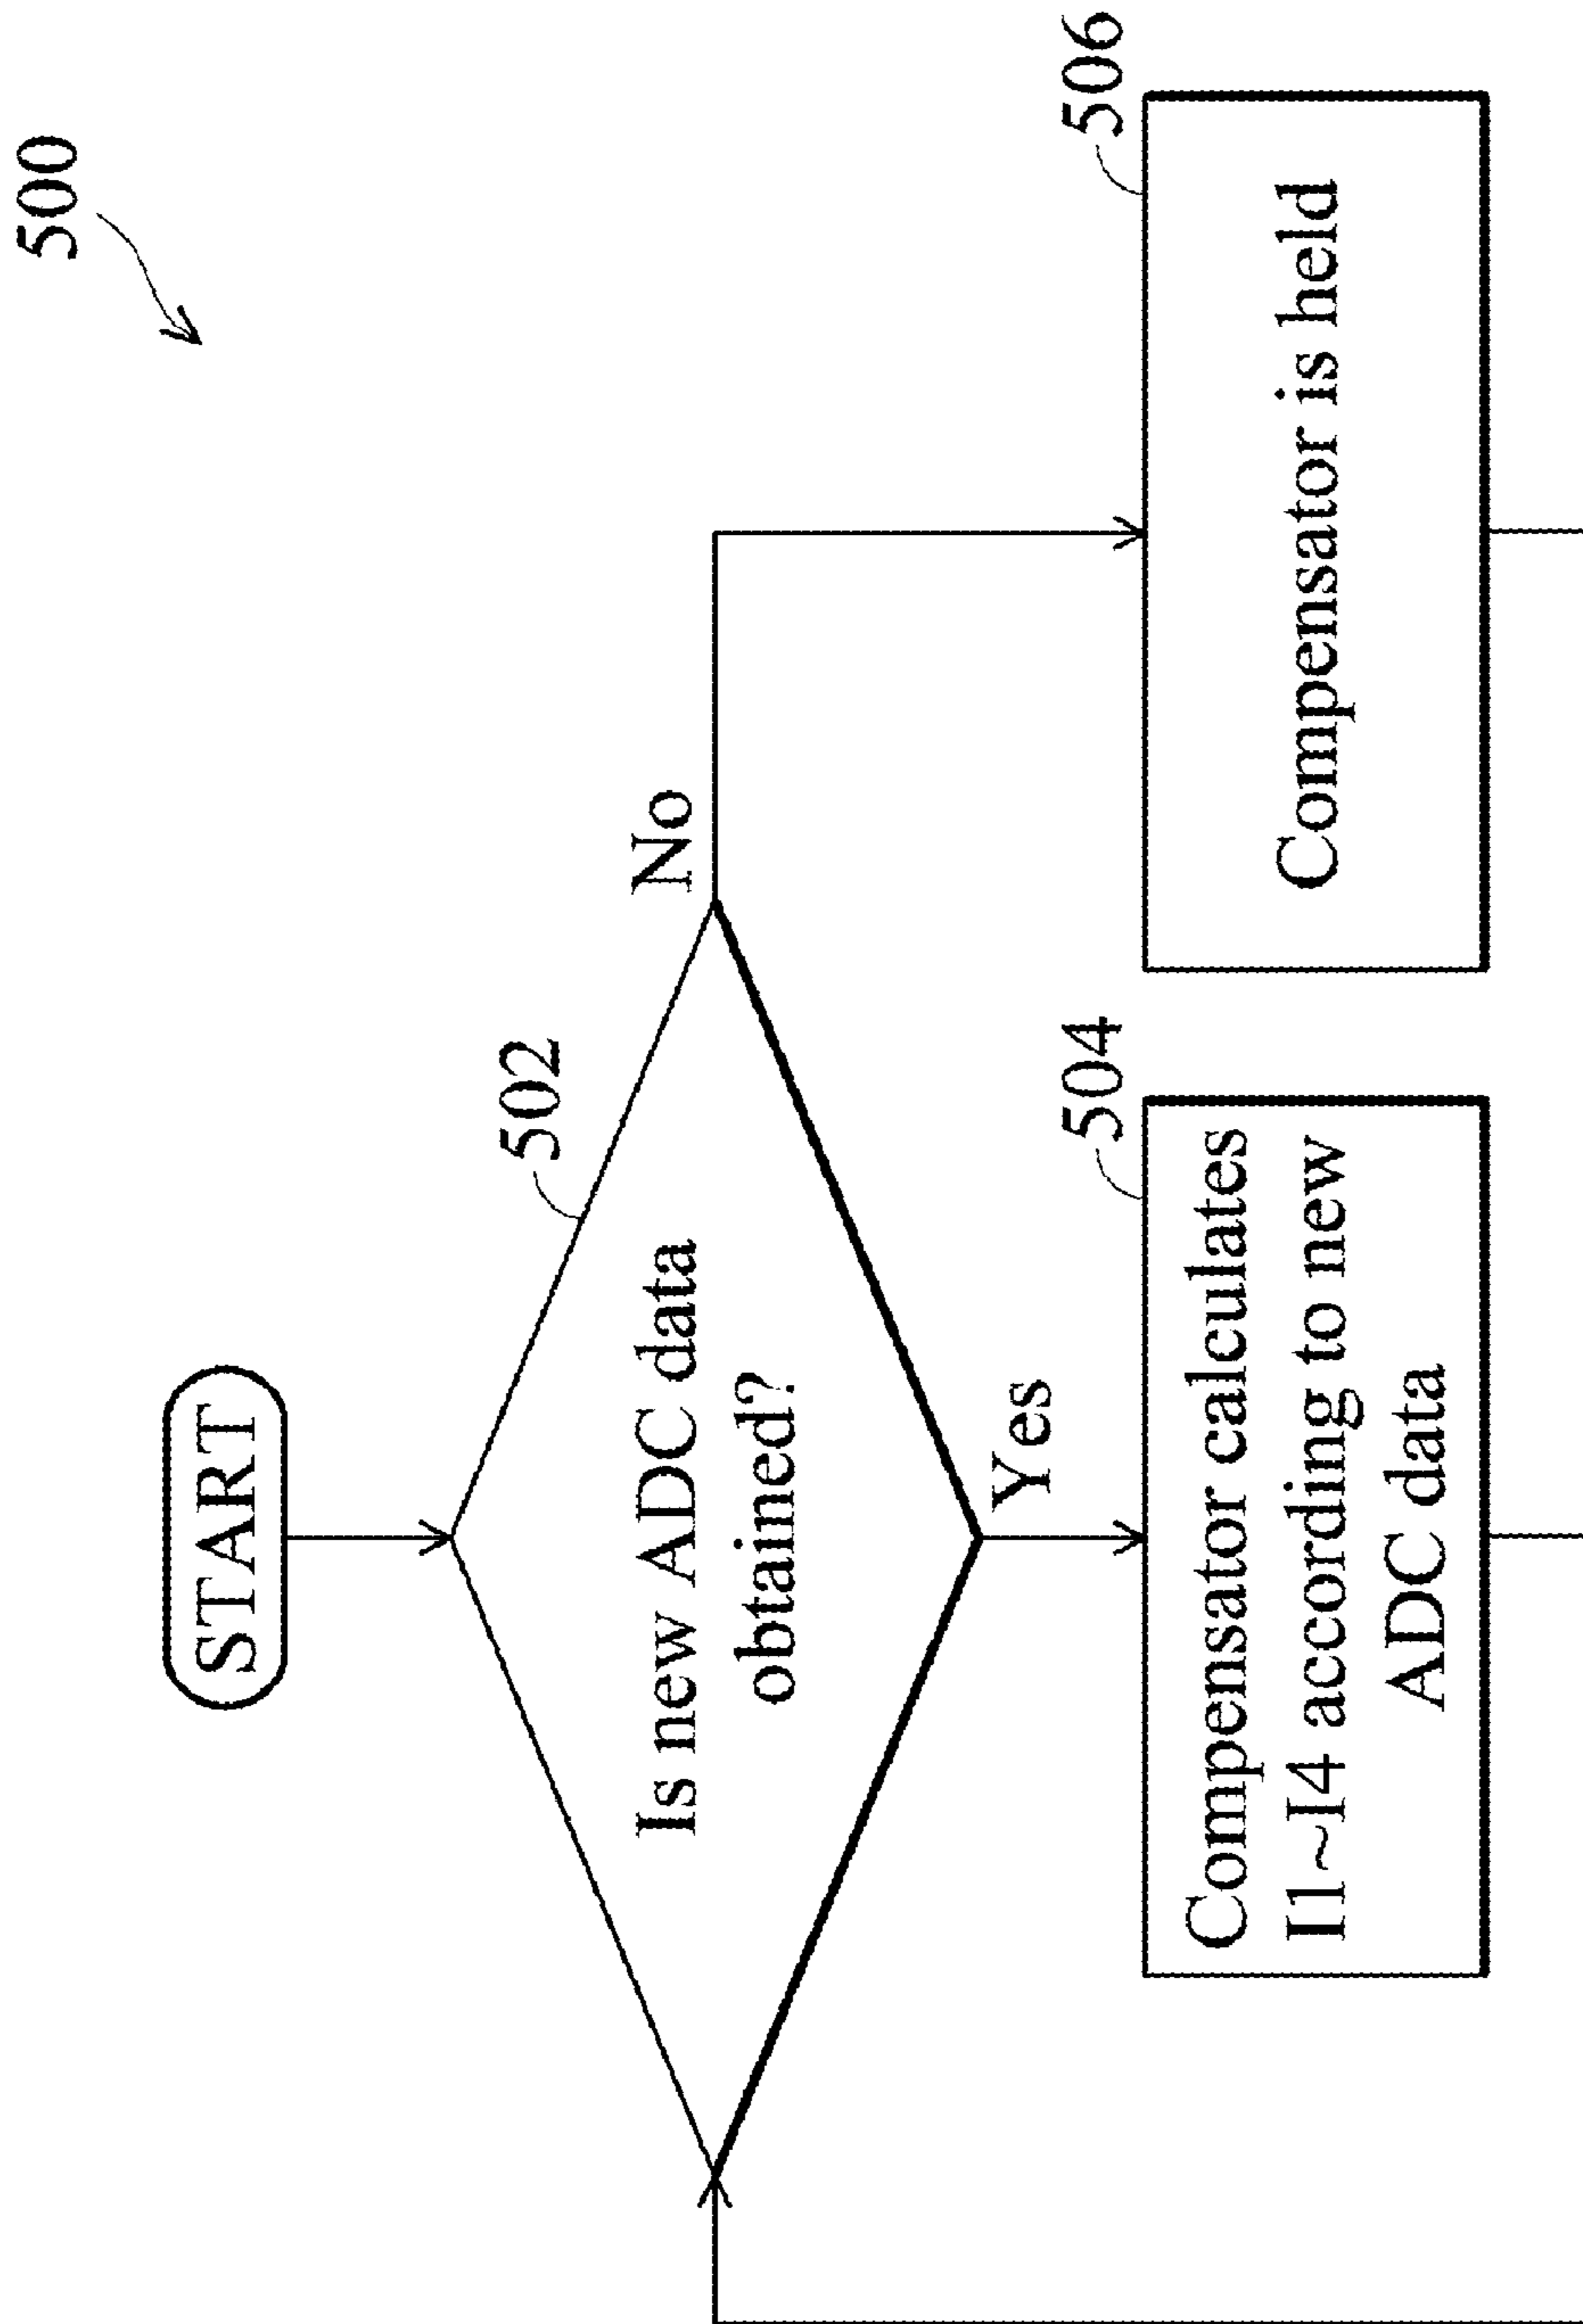 500
START
502
Is new ADC data
obtained?
No
Yes
504
Compensator calculates
I1~I4 according to new
ADC data
506
Compensator is held